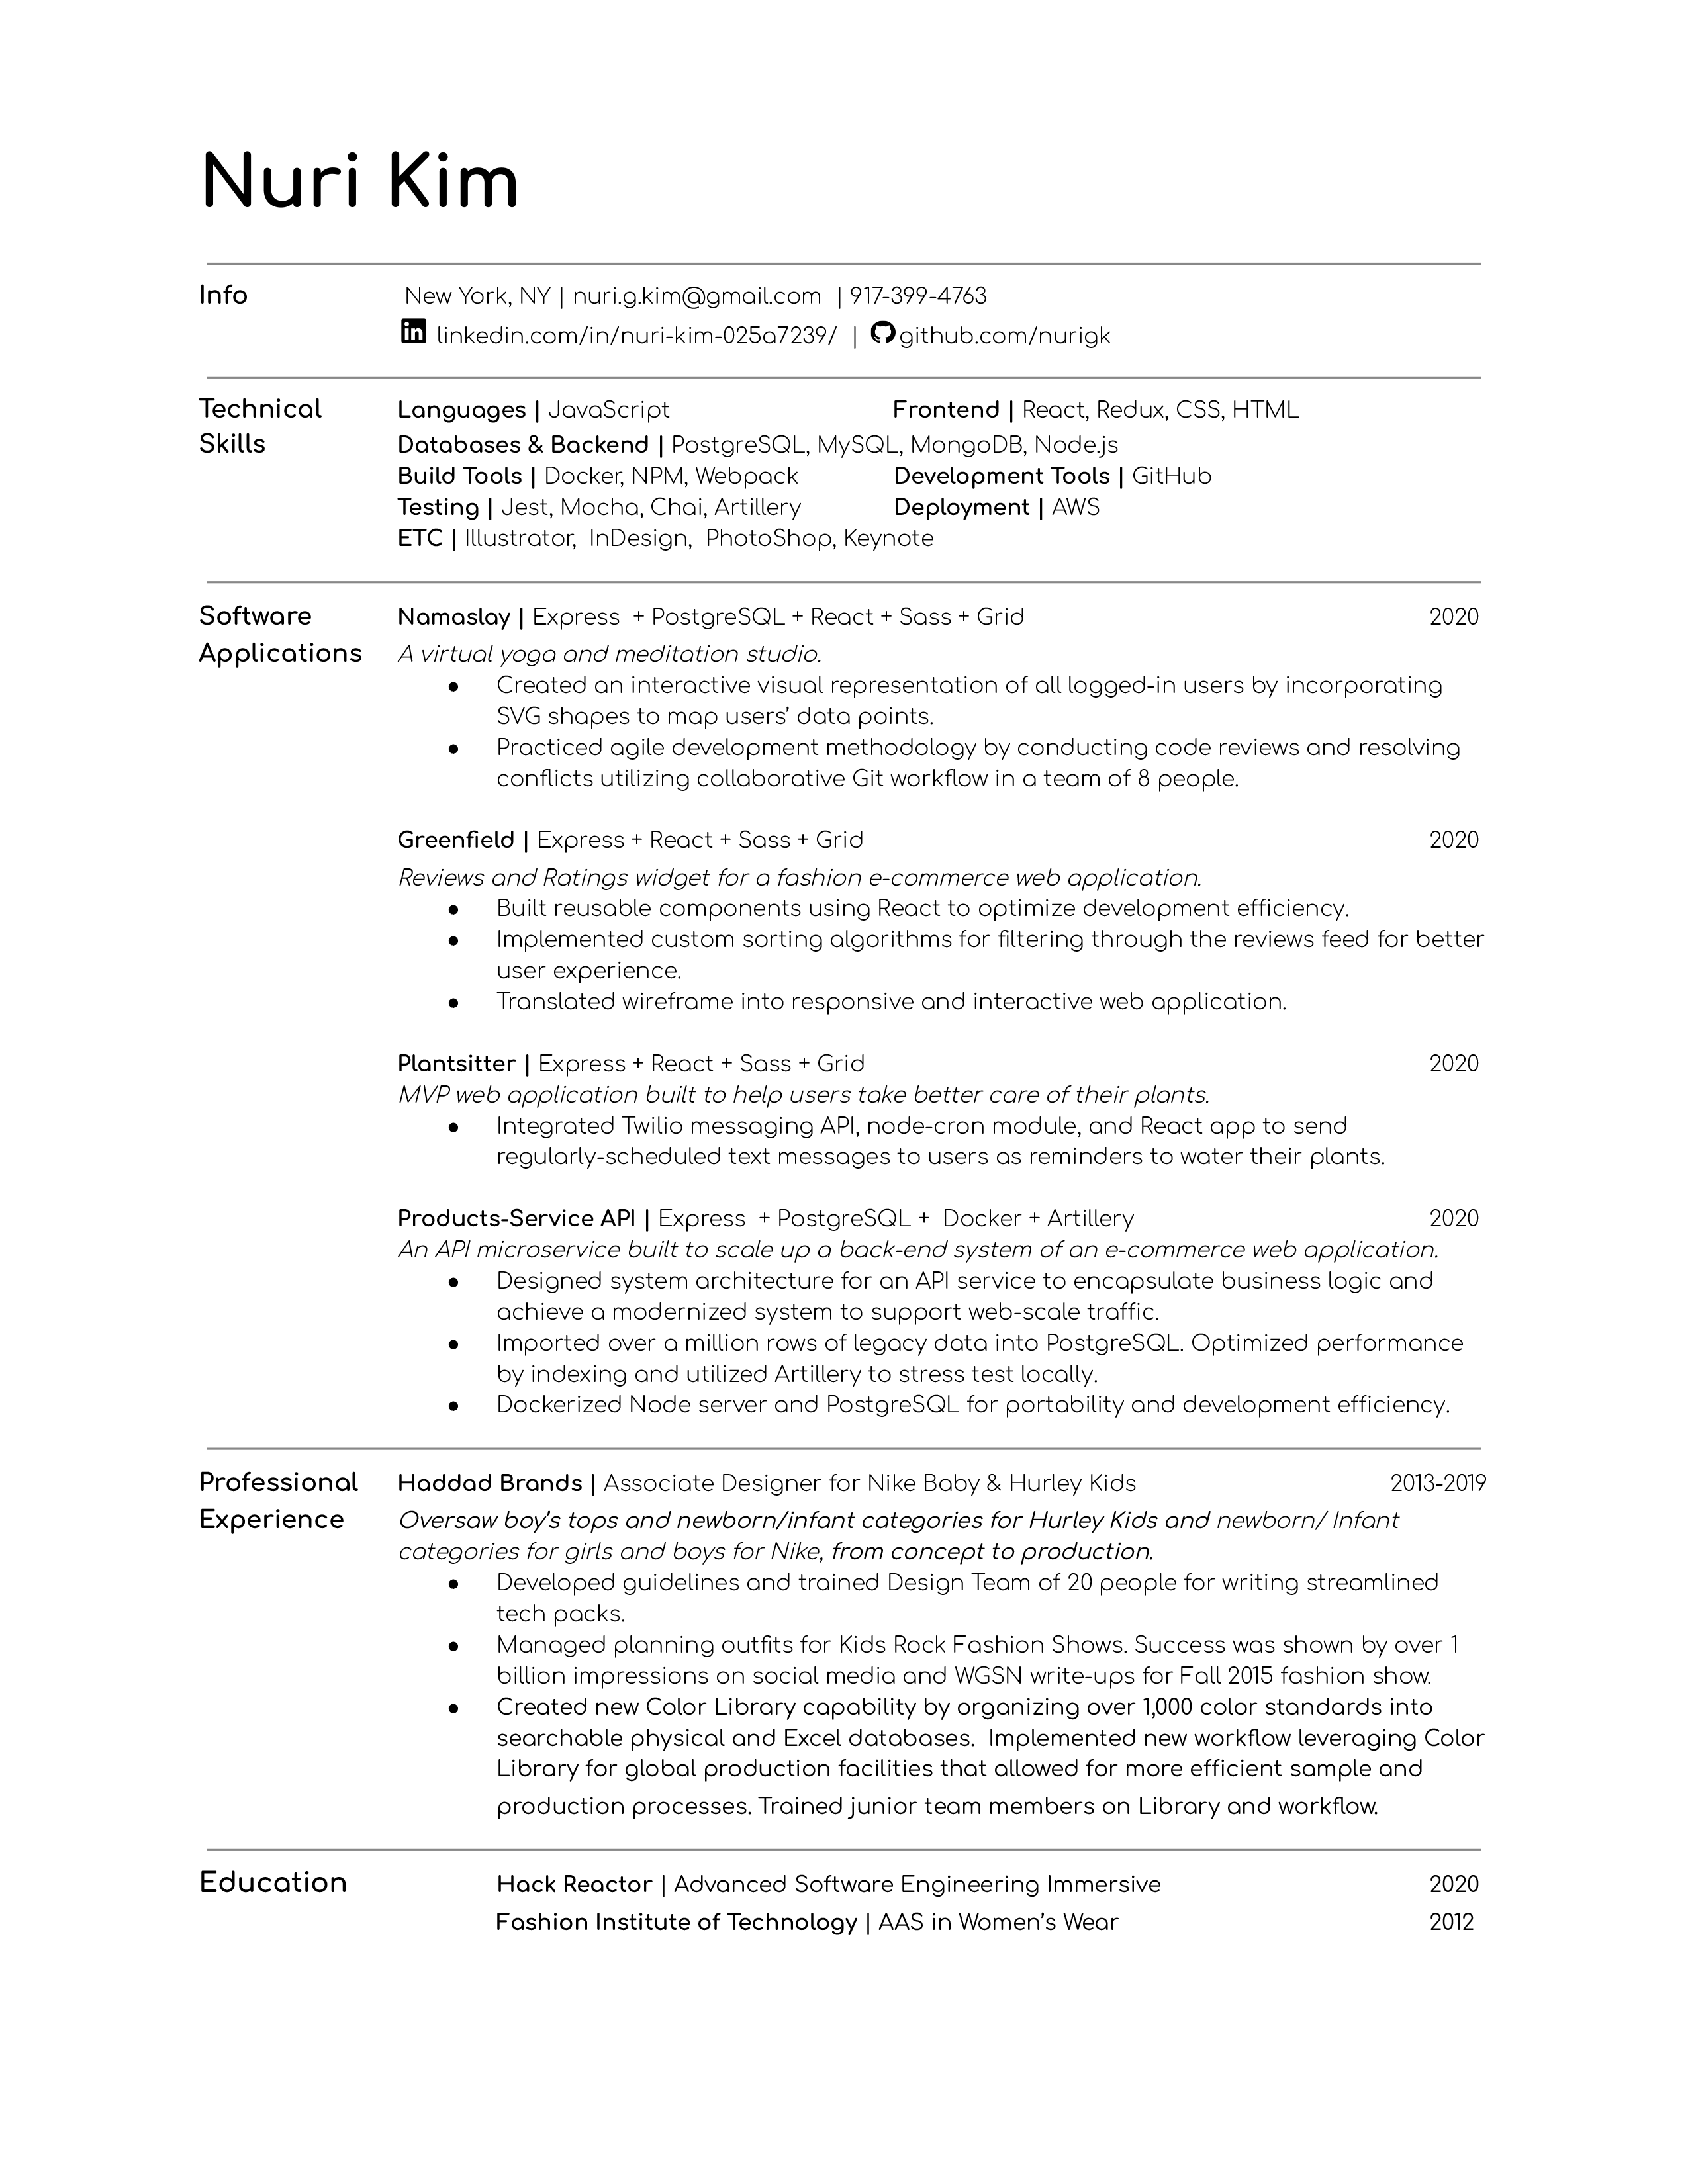 Nuri Kim
Info
New York, NY | nuri.g.kim@gmail.com | 917-399-4763
linkedin.com/in/nuri-kim-025a7239/ | github.com/nurigk
Technical Skills
Languages | JavaScript Frontend | React, Redux, CSS, HTML
Databases & Backend | PostgreSQL, MySQL, MongoDB, Node.js
Build Tools | Docker, NPM, Webpack Development Tools | GitHub
Testing | Jest, Mocha, Chai, Artillery Deployment | AWS
ETC | Illustrator, InDesign, PhotoShop, Keynote
Software Applications
Namaslay | Express + PostgreSQL + React + Sass + Grid 2020
A virtual yoga and meditation studio.
● Created an interactive visual representation of all logged-in users by incorporating
SVG shapes to map users’ data points.
● Practiced agile development methodology by conducting code reviews and resolving
conflicts utilizing collaborative Git workflow in a team of 8 people.
Greenfield | Express + React + Sass + Grid 2020
Reviews and Ratings widget for a fashion e-commerce web application.
● Built reusable components using React to optimize development efficiency.
● Implemented custom sorting algorithms for filtering through the reviews feed for better
user experience.
● Translated wireframe into responsive and interactive web application.
Plantsitter | Express + React + Sass + Grid 2020
MVP web application built to help users take better care of their plants.
● Integrated Twilio messaging API, node-cron module, and React app to send
regularly-scheduled text messages to users as reminders to water their plants.
Products-Service API | Express + PostgreSQL + Docker + Artillery 2020
An API microservice built to scale up a back-end system of an e-commerce web application.
● Designed system architecture for an API service to encapsulate business logic and
achieve a modernized system to support web-scale traffic.
● Imported over a million rows of legacy data into PostgreSQL. Optimized performance
by indexing and utilized Artillery to stress test locally.
● Dockerized Node server and PostgreSQL for portability and development efficiency.
Professional Experience
Haddad Brands | Associate Designer for Nike Baby & Hurley Kids 2013-2019
Oversaw boy’s tops and newborn/infant categories for Hurley Kids and newborn/ Infant
categories for girls and boys for Nike, from concept to production.
● Developed guidelines and trained Design Team of 20 people for writing streamlined
tech packs.
● Managed planning outfits for Kids Rock Fashion Shows. Success was shown by over 1
billion impressions on social media and WGSN write-ups for Fall 2015 fashion show.
● Created new Color Library capability by organizing over 1,000 color standards into
searchable physical and Excel databases. Implemented new workflow leveraging Color
Library for global production facilities that allowed for more efficient sample and
production processes. Trained junior team members on Library and workflow.
Education
Hack Reactor | Advanced Software Engineering Immersive 2020
Fashion Institute of Technology | AAS in Women’s Wear 2012